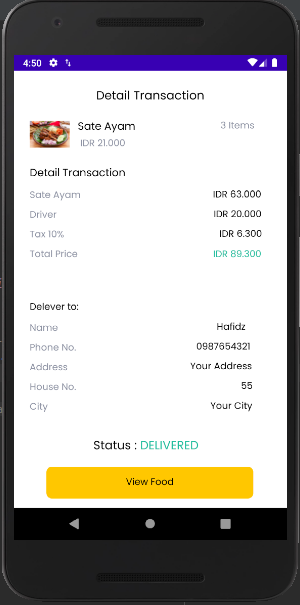 4:50
Detail Transaction
Sate Ayam 3 Items
IDR 21.000
Detail Transaction
Sate Ayam IDR 63.000
Driver IDR 20.000
Tax 10% IDR 6.300
Total Price IDR 89.300
Delever to:
Name Hafidz
Phone No. 0987654321
Address Your Address
House No. 55
City Your City
Status : DELIVERED
View Food